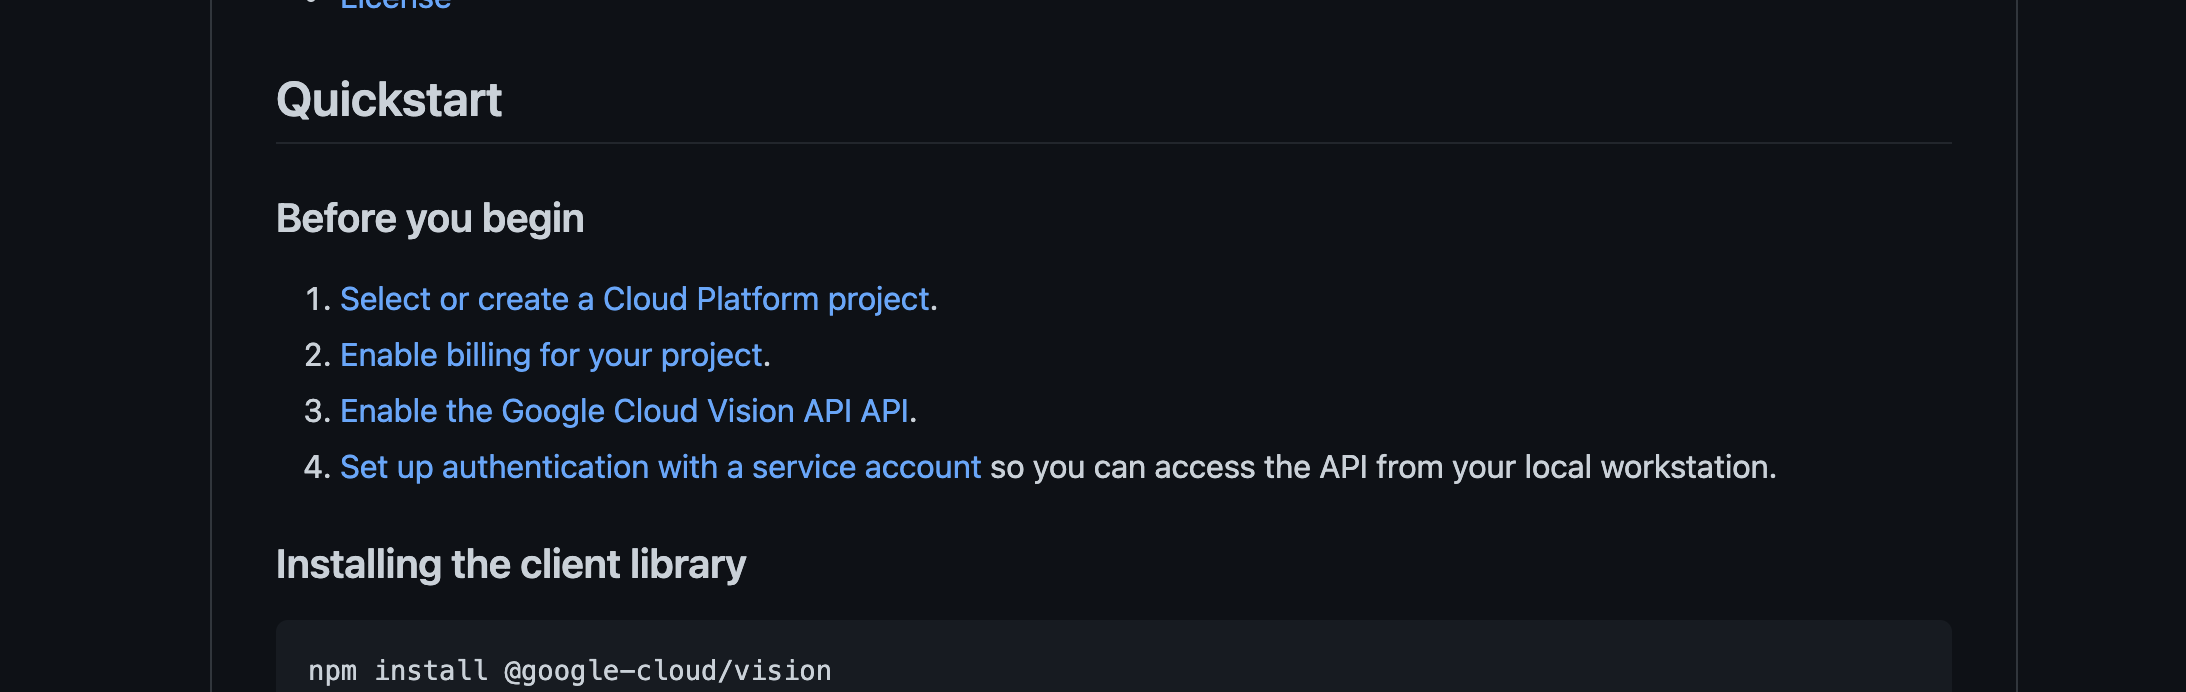 License
Quickstart
Before you begin
1. Select or create a Cloud Platform project.
2. Enable billing for your project.
3. Enable the Google Cloud Vision API API.
4. Set up authentication with a service account so you can access the API from your local workstation.
Installing the client library
npm install @google-cloud/vision